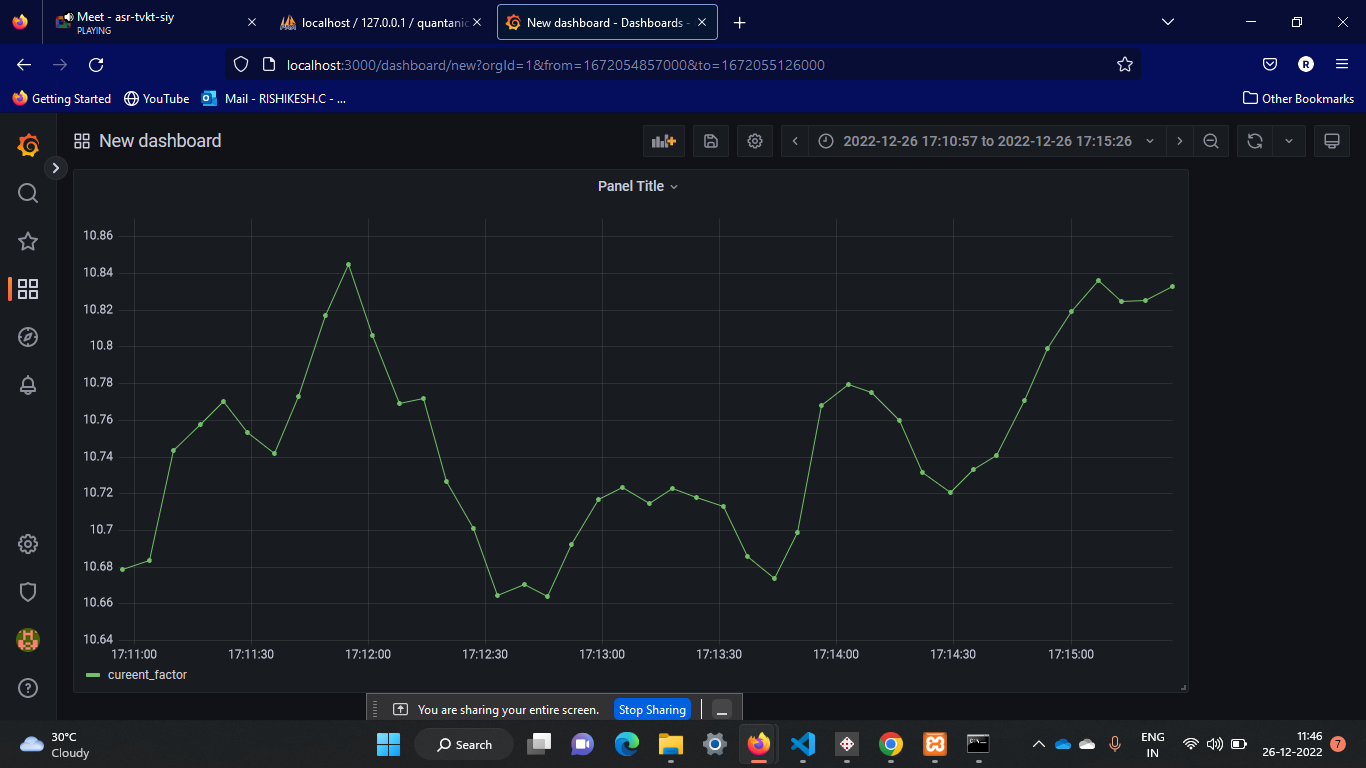 Meet - asr-tvkt-siy
PLAYING
localhost / 127.0.0.1 / quantanic
New dashboard - Dashboards -
localhost:3000/dashboard/new?orgId=1&from=1672054857000&to=1672055126000
R
Getting Started
YouTube
Mail - RISHIKESH.C - ...
Other Bookmarks
New dashboard
2022-12-26 17:10:57 to 2022-12-26 17:15:26
Panel Title
10.86
10.84
10.82
10.8
10.78
10.76
10.74
10.72
10.7
10.68
10.66
10.64
17:11:00 17:11:30 17:12:00 17:12:30 17:13:00 17:13:30 17:14:00 17:14:30 17:15:00
cureent_factor
You are sharing your entire screen.
Stop Sharing
30°C
Cloudy
Search
ENG
IN
11:46
26-12-2022
7